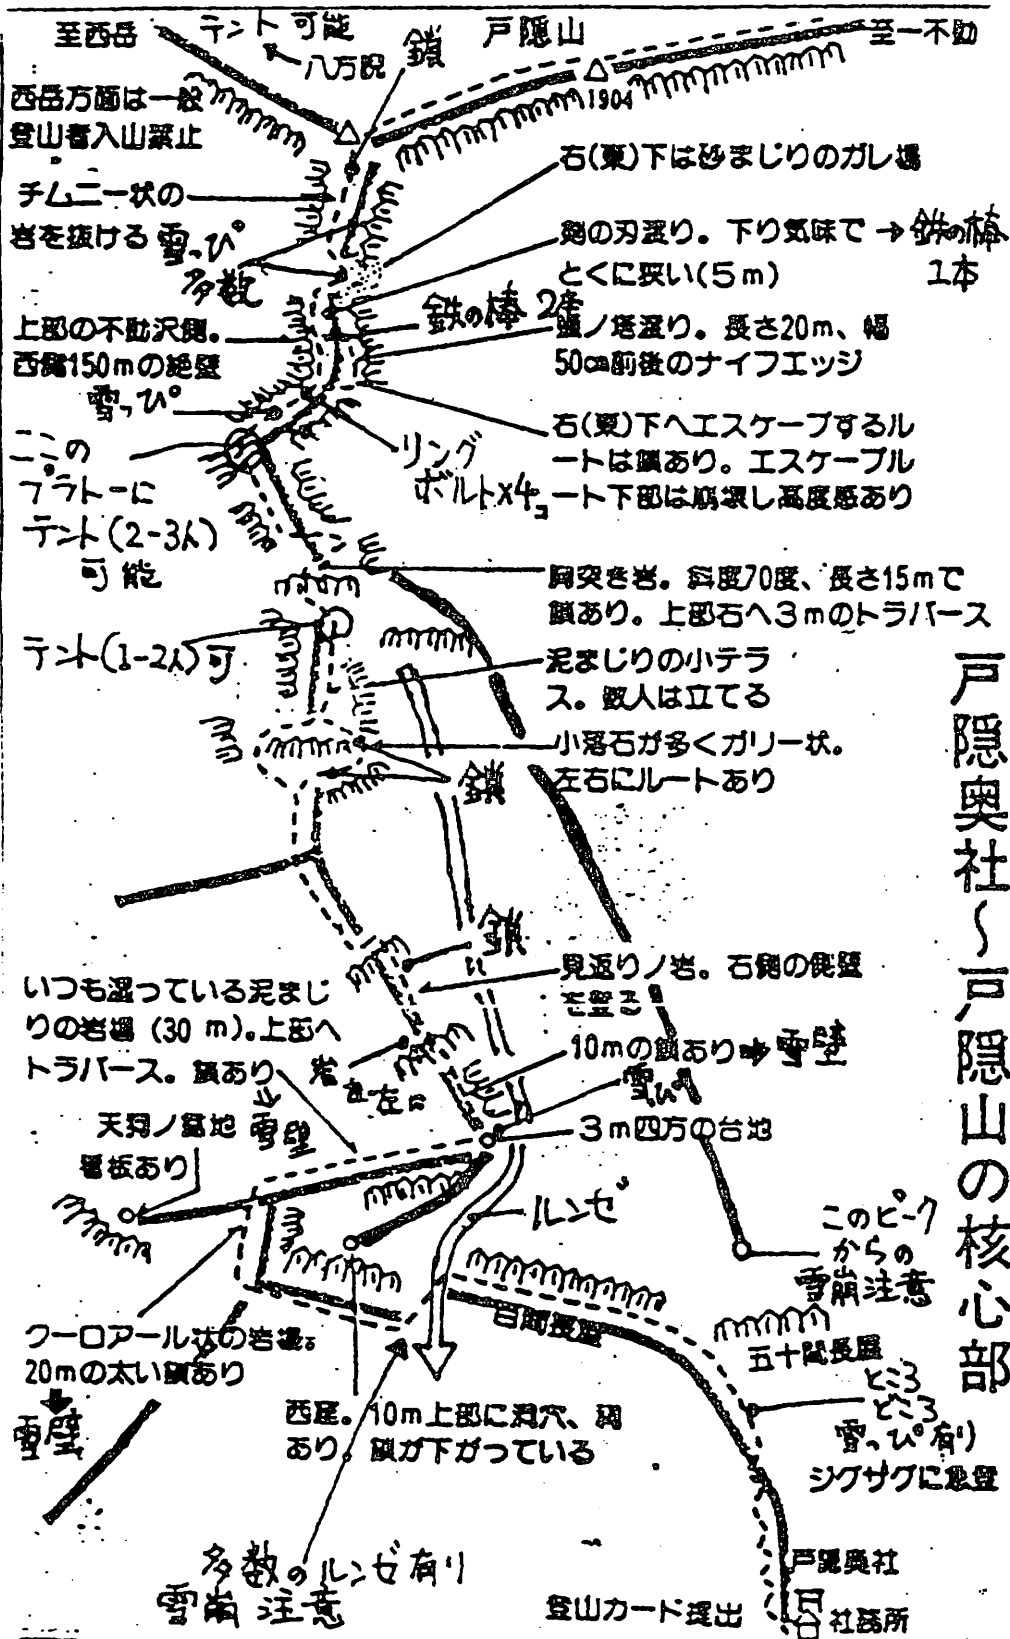 至西岳
テント可能
八方睨
鎖
戸隠山
至一不動
1904
西岳方面は一般
登山者入山禁止
右(東)下は砂まじりのガレ場
チムニー状の
岩を抜ける
雪っぴ°
多数
剣の刃渡り。下り気味で
とくに狭い(5m)
鉄の棒
1本
上部の不動沢側。
西側150mの絶壁
鉄の棒 2本
蟻ノ塔渡り。長さ20m、幅
50cm前後のナイフエッジ
雪っぴ°
ここの
プラトーに
テント(2-3人)
可能
リング
ボルト×4コ
右(東)下へエスケープするル
ートは鎖あり。エスケープル
ート下部は崩壊し高度感あり
胸突き岩。斜度70度、長さ15mで
鎖あり。上部右へ3mのトラバース
テント(1-2人)可
泥まじりの小テラ
ス。数人は立てる
小落石が多くガリー状。
左右にルートあり
鎖
戸隠奥社～戸隠山の核心部
鎖
見返りノ岩。右側の側壁
を登る
いつも湿っている泥まじ
りの岩場(30m)。上部へ
トラバース。鎖あり
雪壁
岩を左に
10mの鎖あり
雪壁
雪っぴ°
3m四方の台地
天狗ノ露地
看板あり
ルンゼ
このピーク
からの
雪崩注意
クーロアール状の岩場。
20mの太い鎖あり
雪壁
百間長屋
五十間長屋
西窟。10m上部に洞穴、祠
あり。鎖が下がっている
ところ
どころ
雪っぴ°有り
ジグザグに急登
多数のルンゼ有り
雪崩注意
戸隠奥社
登山カード提出
社務所